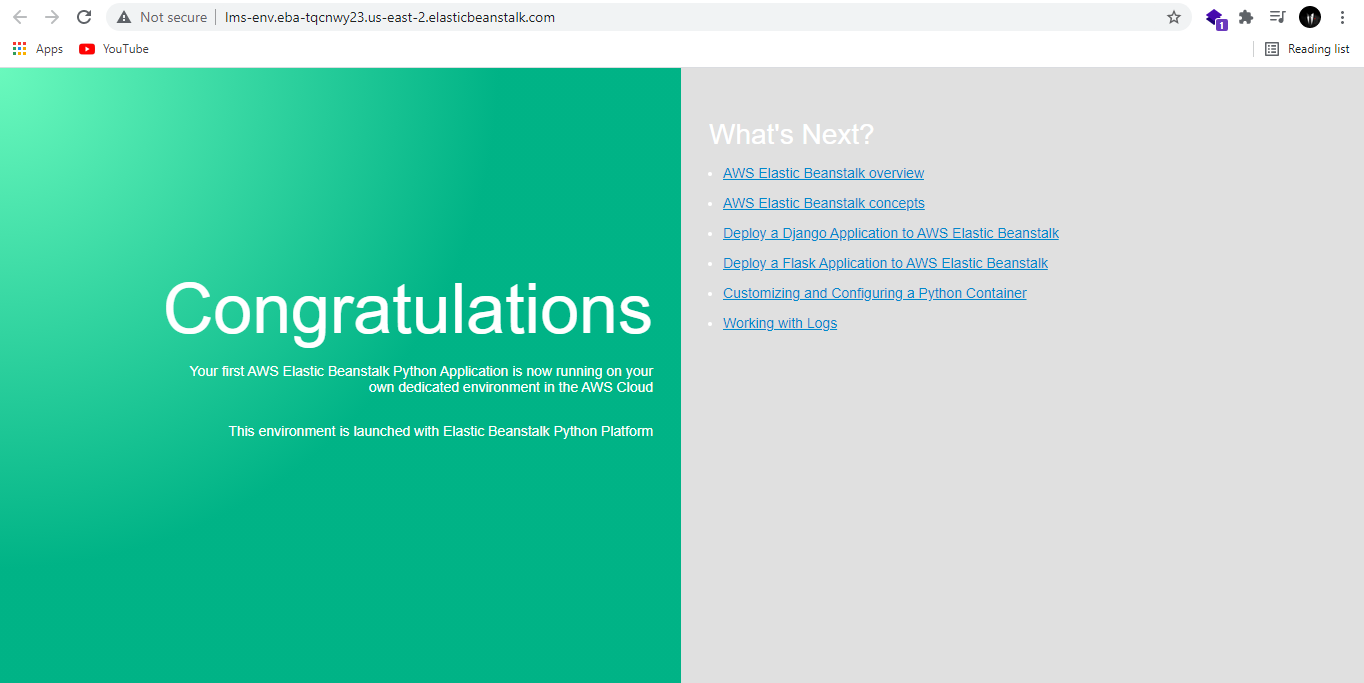 Not secure
lms-env.eba-tqcnwy23.us-east-2.elasticbeanstalk.com
1
Apps
YouTube
Reading list
Congratulations
Your first AWS Elastic Beanstalk Python Application is now running on your
own dedicated environment in the AWS Cloud
This environment is launched with Elastic Beanstalk Python Platform
What's Next?
AWS Elastic Beanstalk overview
AWS Elastic Beanstalk concepts
Deploy a Django Application to AWS Elastic Beanstalk
Deploy a Flask Application to AWS Elastic Beanstalk
Customizing and Configuring a Python Container
Working with Logs